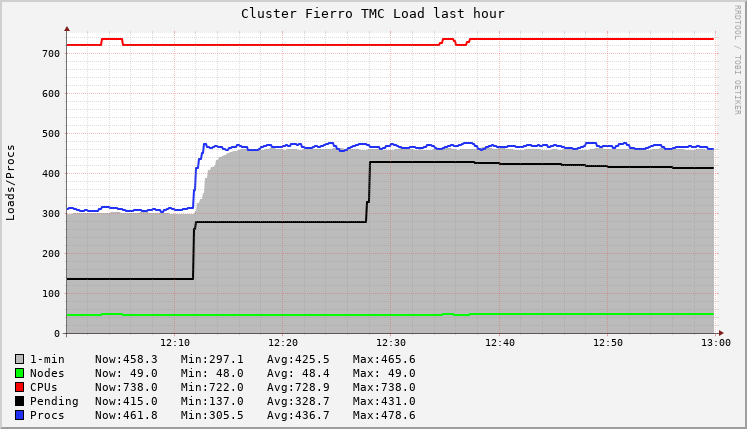 Cluster Fierro TMC Load last hour
RRDTOOL / TOBI OETIKER
Loads/Procs
700
600
500
400
300
200
100
0
12:10 12:20 12:30 12:40 12:50 13:00
1-min Now:458.3 Min:297.1 Avg:425.5 Max:465.6
Nodes Now: 49.0 Min: 48.0 Avg: 48.4 Max: 49.0
CPUs Now:738.0 Min:722.0 Avg:728.9 Max:738.0
Pending Now:415.0 Min:137.0 Avg:328.7 Max:431.0
Procs Now:461.8 Min:305.5 Avg:436.7 Max:478.6